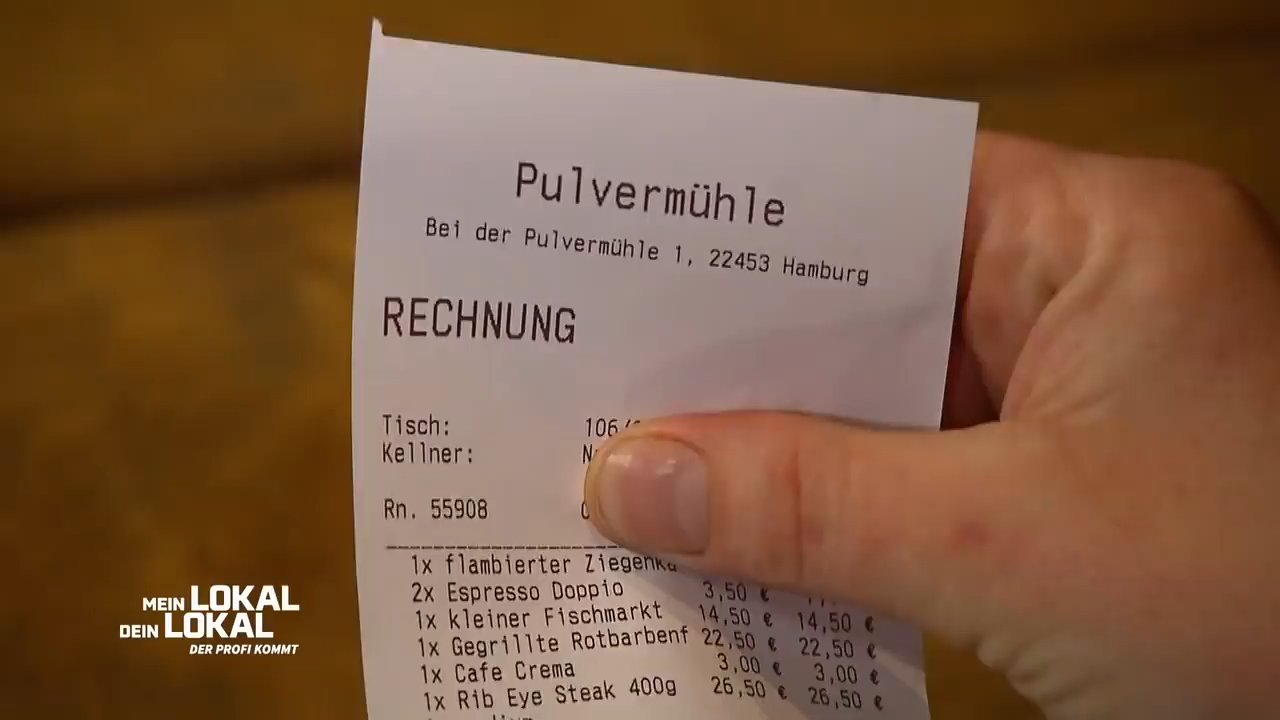 Pulvermühle
Bei der Pulvermühle 1, 22453 Hamburg
RECHNUNG
Tisch: 106
Kellner:
Rn. 55908
1x flambierter
2x Espresso Doppio 3,50 €
1x kleiner Fischmarkt 14,50 € 14,50 €
1x Gegrillte Rotbarbenf 22,50 € 22,50 €
1x Cafe Crema 3,00 € 3,00 €
1x Rib Eye Steak 400g 26,50 € 26,50 €
MEIN LOKAL
DEIN LOKAL
DER PROFI KOMMT